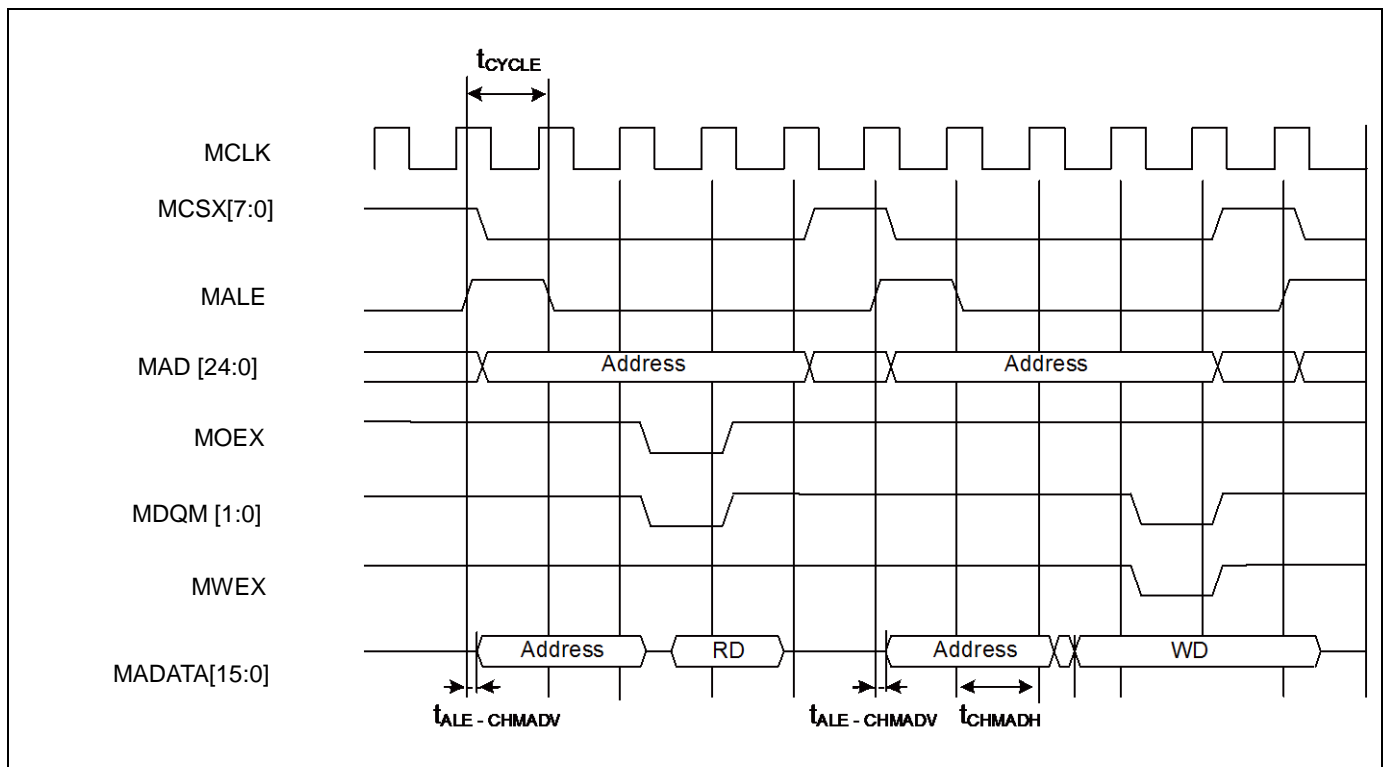 tCYCLE
MCLK
MCSX[7:0]
MALE
MAD [24:0]
Address
Address
MOEX
MDQM [1:0]
MWEX
MADATA[15:0]
Address
RD
Address
WD
tALE - CHMADV
tALE - CHMADV
tCHMADH